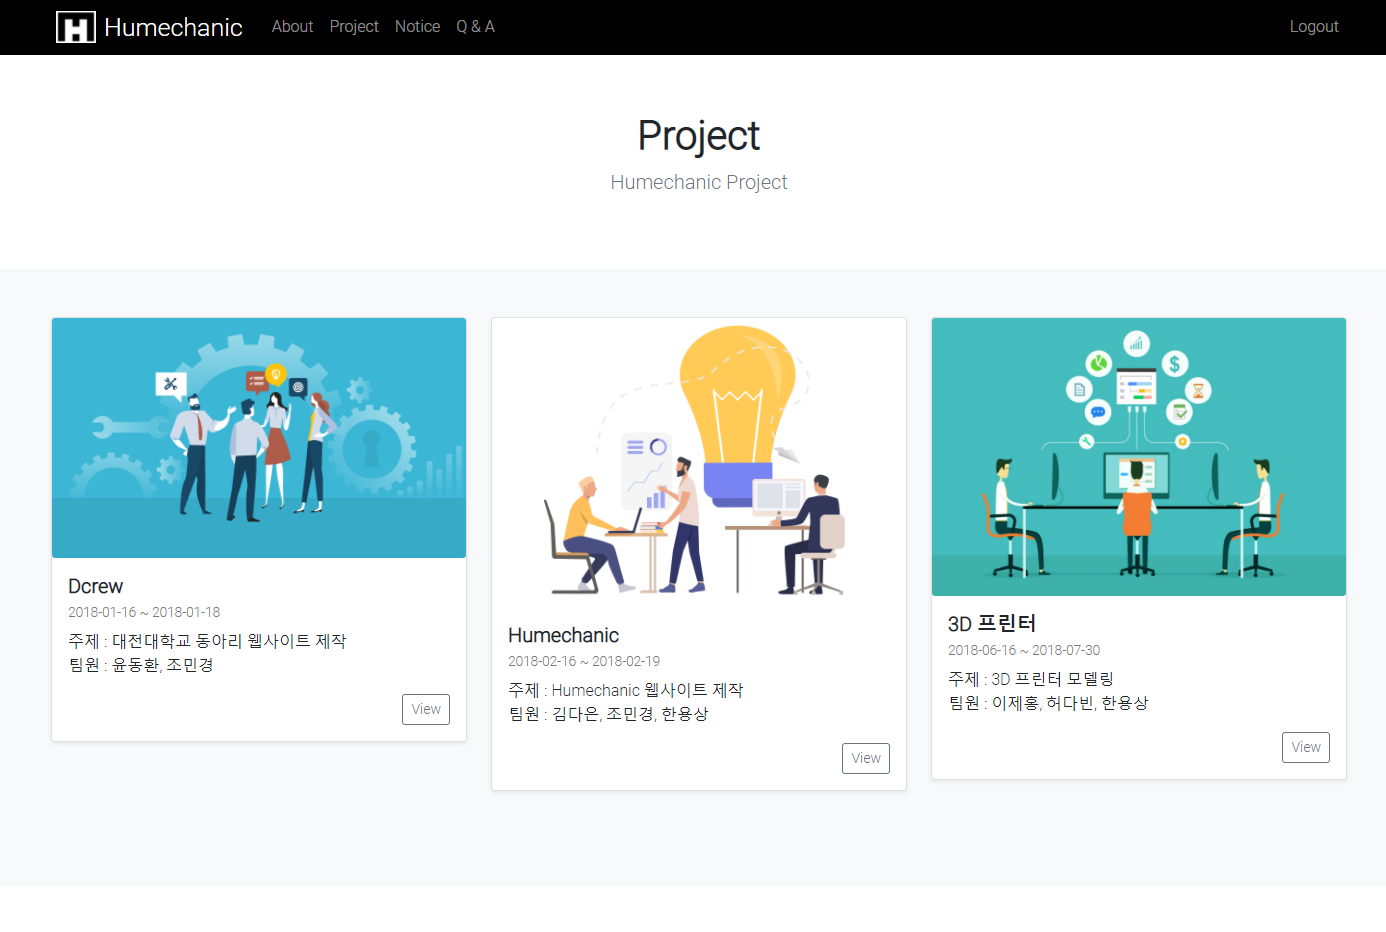 H Humechanic About Project Notice Q & A Logout
Project
Humechanic Project
Dcrew
2018-01-16 ~ 2018-01-18
주제 : 대전대학교 동아리 웹사이트 제작
팀원 : 윤동환, 조민경
View
Humechanic
2018-02-16 ~ 2018-02-19
주제 : Humechanic 웹사이트 제작
팀원 : 김다은, 조민경, 한용상
View
3D 프린터
2018-06-16 ~ 2018-07-30
주제 : 3D 프린터 모델링
팀원 : 이제홍, 허다빈, 한용상
View